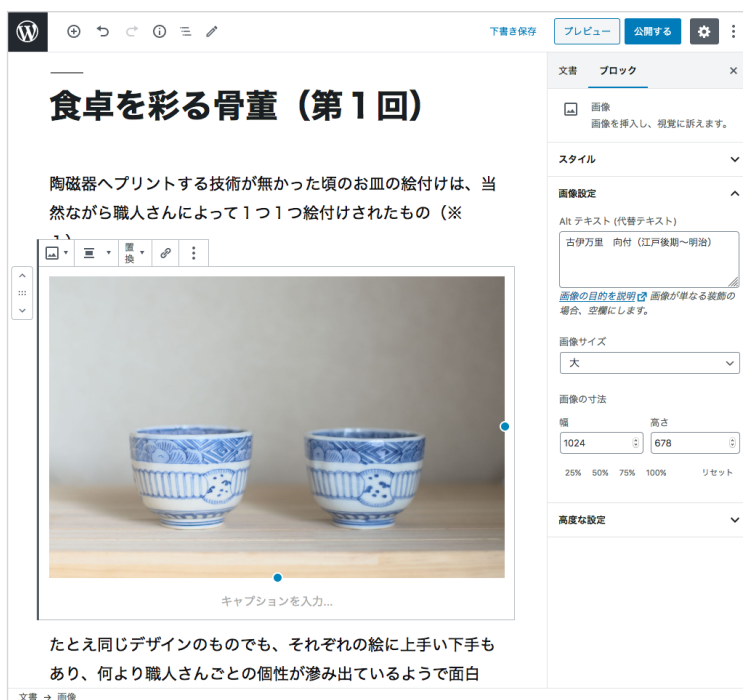 下書き保存
プレビュー
公開する
食卓を彩る骨董（第１回）
陶磁器へプリントする技術が無かった頃のお皿の絵付けは、当
然ながら職人さんによって１つ１つ絵付けされたもの（※
置換
キャプションを入力...
たとえ同じデザインのものでも、それぞれの絵に上手い下手も
あり、何より職人さんごとの個性が滲み出ているようで面白
文書 → 画像
文書 ブロック
画像
画像を挿入し、視覚に訴えます。
スタイル
画像設定
Alt テキスト (代替テキスト)
古伊万里　向付（江戸後期〜明治）
画像の目的を説明 画像が単なる装飾の
場合、空欄にします。
画像サイズ
大
画像の寸法
幅 高さ
1024 678
25% 50% 75% 100% リセット
高度な設定